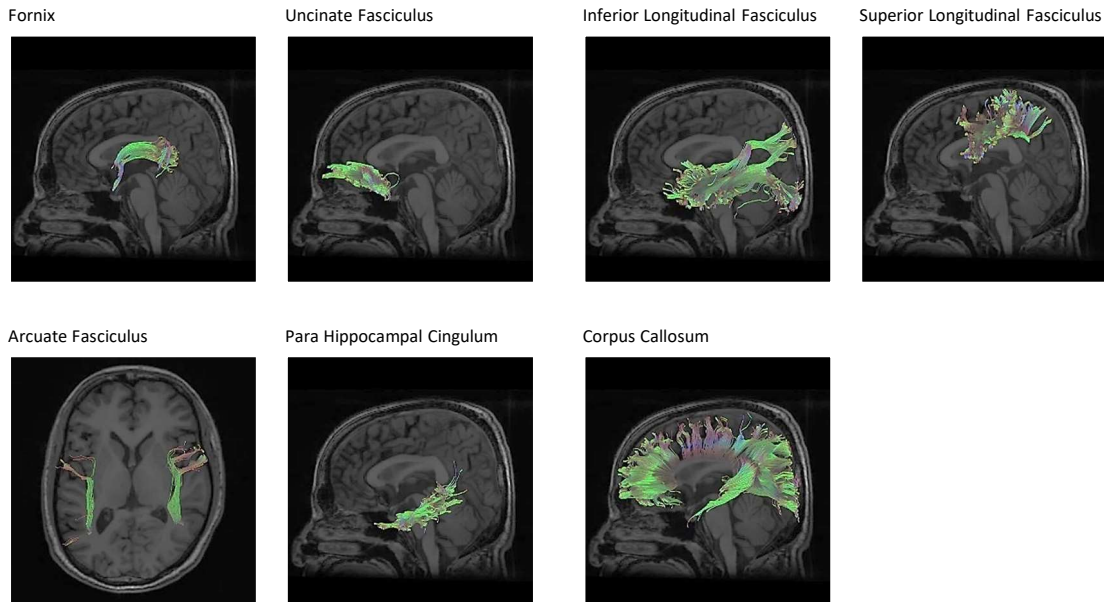 Fornix
Uncinate Fasciculus
Inferior Longitudinal Fasciculus
Superior Longitudinal Fasciculus
Arcuate Fasciculus
Para Hippocampal Cingulum
Corpus Callosum